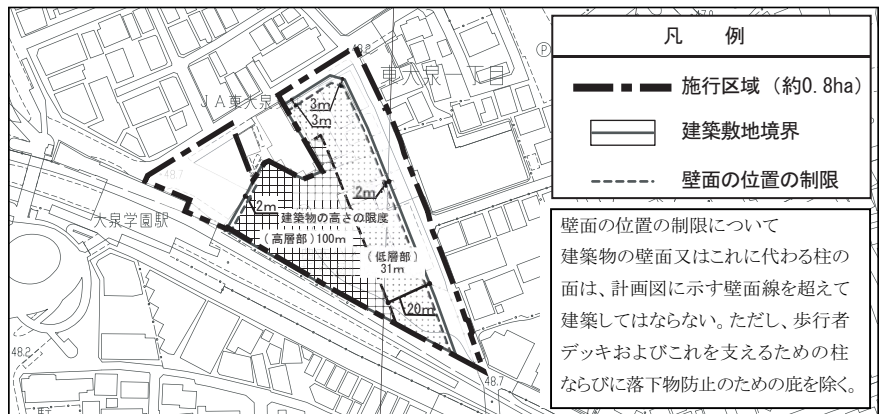 凡 例
施行区域 (約0.8ha)
建築敷地境界
壁面の位置の制限
壁面の位置の制限について
建築物の壁面又はこれに代わる柱の
面は、計画図に示す壁面線を超えて
建築してはならない。ただし、歩行者
デッキおよびこれを支えるための柱
ならびに落下物防止のための庇を除く。
東大泉一丁目
JA東大泉
P
3m
3m
2m
2m
大泉学園駅
建築物の高さの限度
(高層部)100m
(低層部)
31m
20m
48.7
48.7
48.2